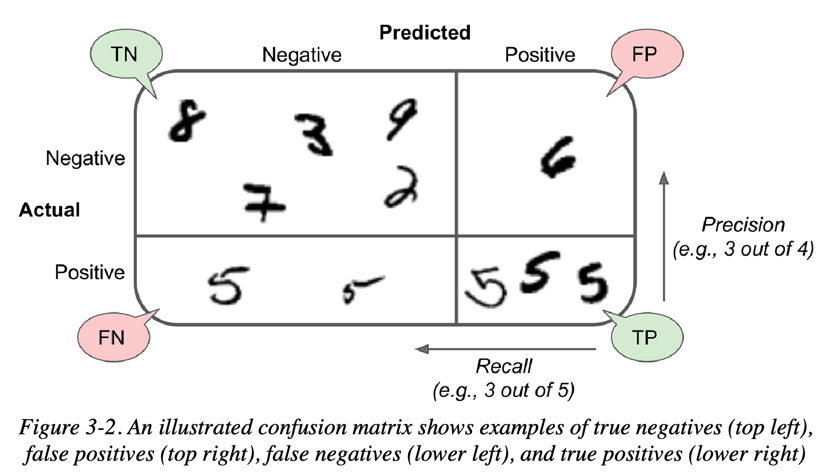 Predicted
TN
Negative
Positive
FP
8 3 9
6
Negative
7 2
Actual
Precision
(e.g., 3 out of 4)
Positive
5 5
5 5 5
FN
TP
Recall
(e.g., 3 out of 5)
Figure 3-2. An illustrated confusion matrix shows examples of true negatives (top left),
false positives (top right), false negatives (lower left), and true positives (lower right)